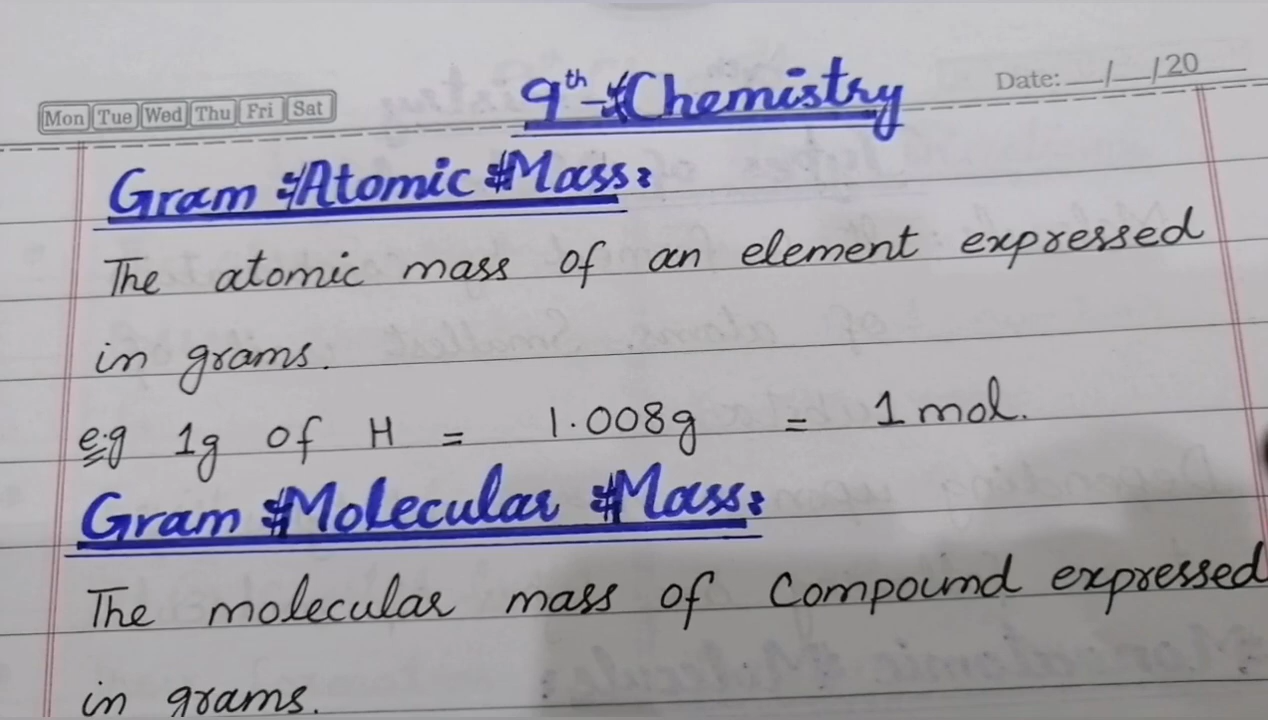 Mon Tue Wed Thu Fri Sat
Date: __/__/20
9th-Chemistry
Gram Atomic Mass:
The atomic mass of an element expressed
in grams.
e.g 1g of H = 1.008g = 1 mol.
Gram Molecular Mass:
The molecular mass of Compound expressed
in grams.